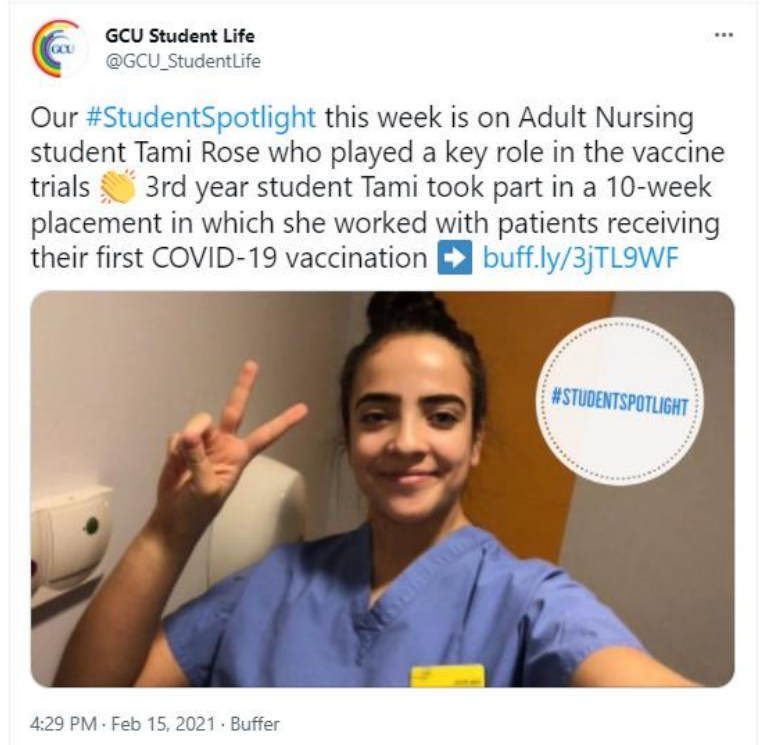 GCU
GCU Student Life
@GCU_StudentLife
Our #StudentSpotlight this week is on Adult Nursing
student Tami Rose who played a key role in the vaccine
trials 👏 3rd year student Tami took part in a 10-week
placement in which she worked with patients receiving
their first COVID-19 vaccination ➡ buff.ly/3jTL9WF
#STUDENTSPOTLIGHT
4:29 PM · Feb 15, 2021 · Buffer